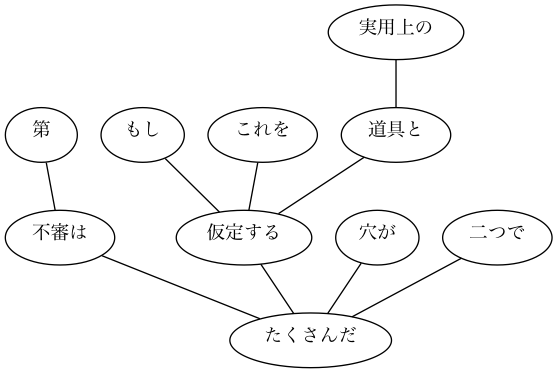 実用上の
第 もし これを 道具と
不審は 仮定する 穴が 二つで
たくさんだ